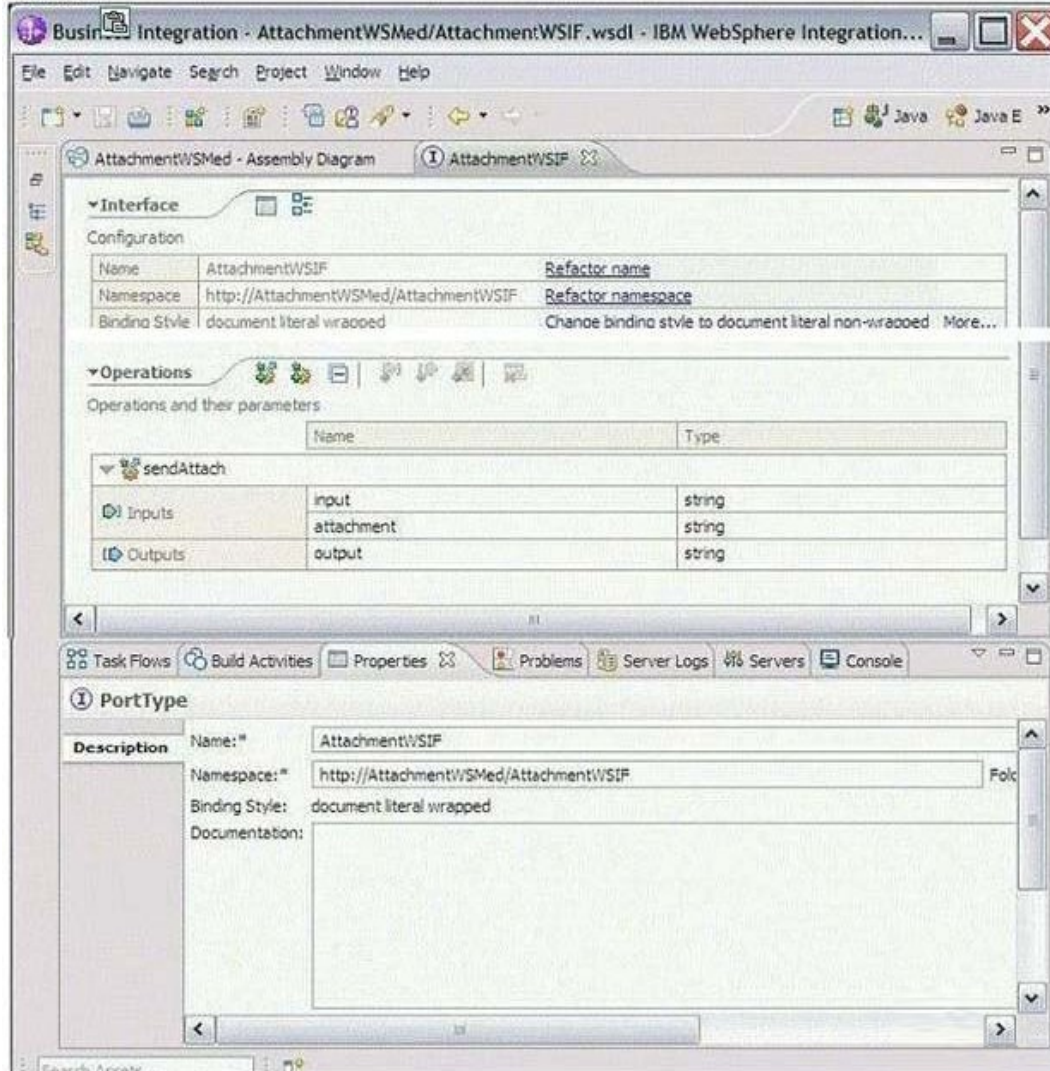 Business Integration - AttachmentWSMed/AttachmentWSIF.wsdl - IBM WebSphere Integration...
File Edit Navigate Search Project Window Help
Java Java E »
AttachmentWSMed - Assembly Diagram AttachmentWSIF
Interface
Configuration
Name AttachmentWSIF Refactor name
Namespace http://AttachmentWSMed/AttachmentWSIF Refactor namespace
Binding Style document literal wrapped Change binding style to document literal non-wrapped More...
Operations
Operations and their parameters
Name Type
sendAttach
Inputs input string
attachment string
Outputs output string
Task Flows Build Activities Properties Problems Server Logs Servers Console
PortType
Description Name:* AttachmentWSIF
Namespace:* http://AttachmentWSMed/AttachmentWSIF Folc
Binding Style: document literal wrapped
Documentation:
Search Assets